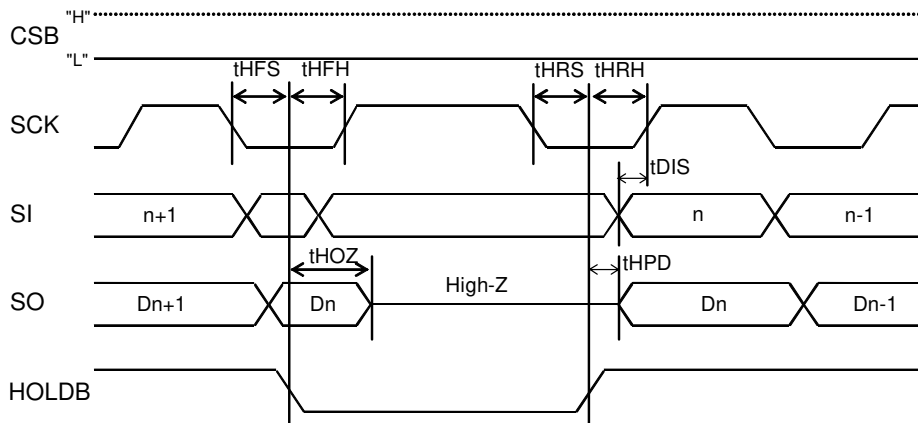 "H"
CSB
"L"
tHFS tHFH tHRS tHRH
SCK
tDIS
SI n+1 n n-1
tHOZ tHPD
High-Z
SO Dn+1 Dn Dn Dn-1
HOLDB